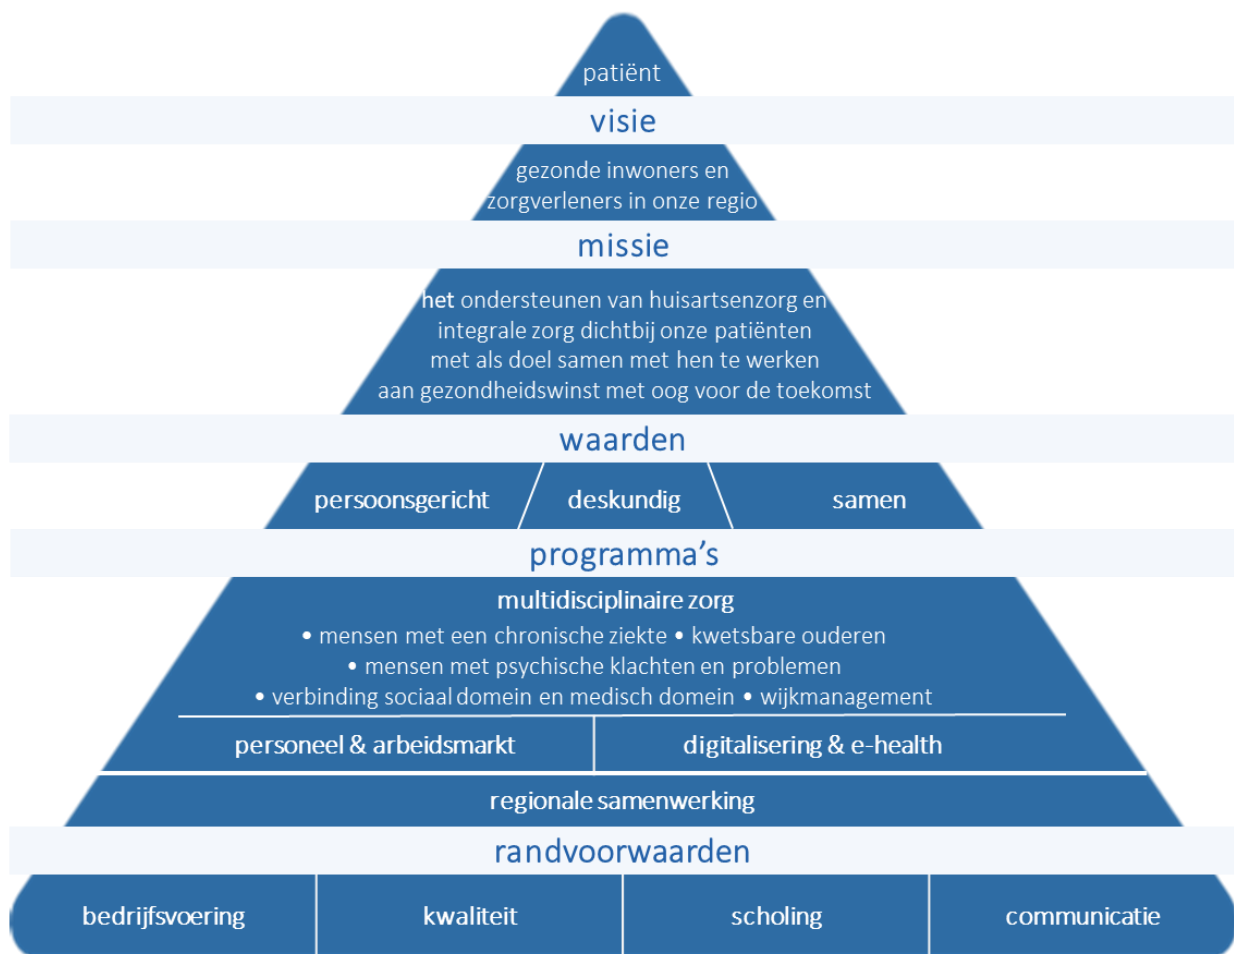 patiënt
visie
gezonde inwoners en
zorgverleners in onze regio
missie
het ondersteunen van huisartsenzorg en
integrale zorg dichtbij onze patiënten
met als doel samen met hen te werken
aan gezondheidswinst met oog voor de toekomst
waarden
persoonsgericht deskundig samen
programma's
multidisciplinaire zorg
• mensen met een chronische ziekte • kwetsbare ouderen
• mensen met psychische klachten en problemen
• verbinding sociaal domein en medisch domein • wijkmanagement
personeel & arbeidsmarkt digitalisering & e-health
regionale samenwerking
randvoorwaarden
bedrijfsvoering kwaliteit scholing communicatie